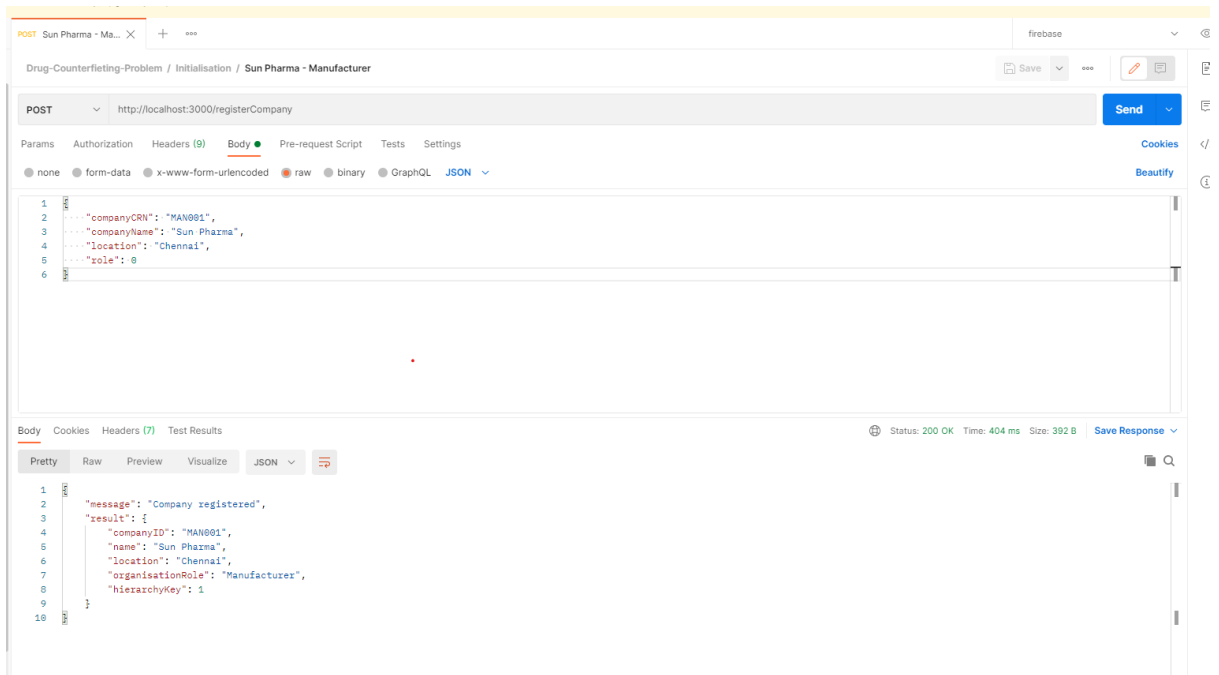 POST Sun Pharma - Ma...
firebase
Drug-Counterfieting-Problem / Initialisation / Sun Pharma - Manufacturer
Save
POST http://localhost:3000/registerCompany Send
Params Authorization Headers (9) Body Pre-request Script Tests Settings Cookies
none form-data x-www-form-urlencoded raw binary GraphQL JSON Beautify
1 {
2 "companyCRN": "MAN001",
3 "companyName": "Sun Pharma",
4 "location": "Chennai",
5 "role": 0
6 }
Body Cookies Headers (7) Test Results Status: 200 OK Time: 404 ms Size: 392 B Save Response
Pretty Raw Preview Visualize JSON
1 {
2 "message": "Company registered",
3 "result": {
4 "companyID": "MAN001",
5 "name": "Sun Pharma",
6 "location": "Chennai",
7 "organisationRole": "Manufacturer",
8 "hierarchyKey": 1
9 }
10 }